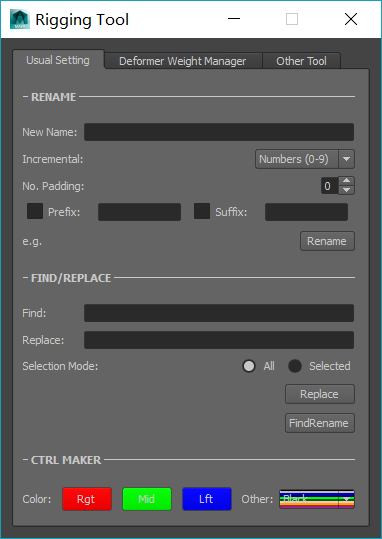 Rigging Tool
Usual Setting Deformer Weight Manager Other Tool
RENAME
New Name:
Incremental: Numbers (0-9)
No. Padding: 0
Prefix: Suffix:
e.g. Rename
FIND/REPLACE
Find:
Replace:
Selection Mode: All Selected
Replace
FindRename
CTRL MAKER
Color: Rgt Mid Lft Other: Black